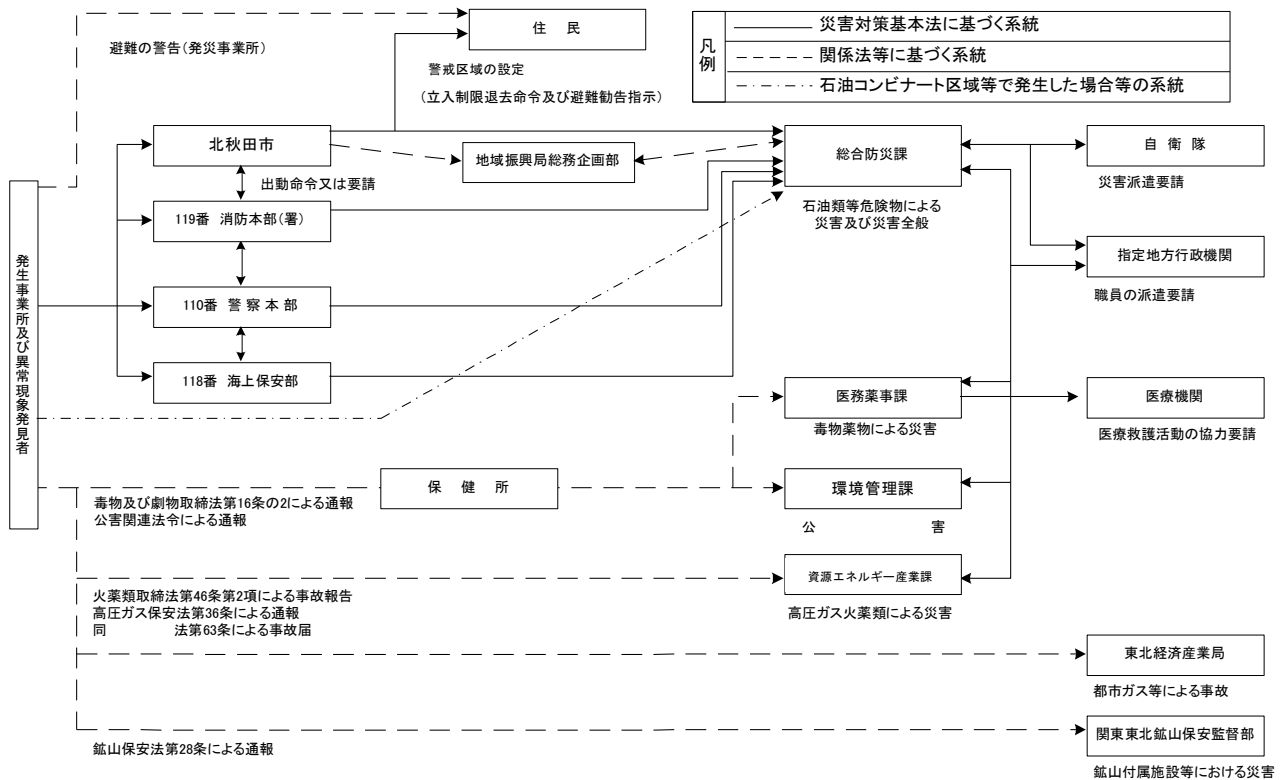 避難の警告(発災事業所)
住民
警戒区域の設定
(立入制限退去命令及び避難勧告指示)
凡例
災害対策基本法に基づく系統
関係法等に基づく系統
石油コンビナート区域等で発生した場合等の系統
発生事業所及び異常現象発見者
北秋田市
出動命令又は要請
119番 消防本部(署)
110番 警察本部
118番 海上保安部
地域振興局総務企画部
総合防災課
石油類等危険物による
災害及び災害全般
自衛隊
災害派遣要請
指定地方行政機関
職員の派遣要請
医務薬事課
毒物薬物による災害
医療機関
医療救護活動の協力要請
保健所
毒物及び劇物取締法第16条の2による通報
公害関連法令による通報
環境管理課
公害
資源エネルギー産業課
高圧ガス火薬類による災害
火薬類取締法第46条第2項による事故報告
高圧ガス保安法第36条による通報
同 法第63条による事故届
東北経済産業局
都市ガス等による事故
鉱山保安法第28条による通報
関東東北鉱山保安監督部
鉱山付属施設等における災害